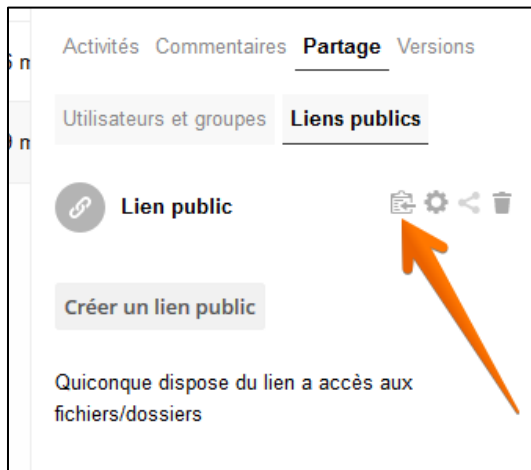 Activités Commentaires Partage Versions
Utilisateurs et groupes Liens publics
Lien public
Créer un lien public
Quiconque dispose du lien a accès aux
fichiers/dossiers